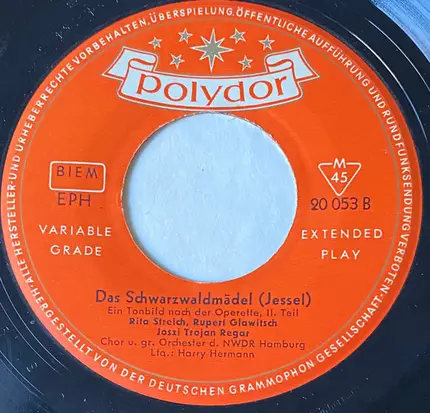 ALLE HERSTELLER- UND URHEBERRECHTE VORBEHALTEN. ÜBERSPIELUNG, ÖFFENTLICHE AUFFÜHRUNG UND RUNDFUNKSENDUNG VERBOTEN.
polydor
BIEM
EPH
VARIABLE
GRADE
M
45
20 053 B
EXTENDED
PLAY
Das Schwarzwaldmädel (Jessel)
Ein Tonbild nach der Operette, II. Teil
Rita Streich, Rupert Glawitsch
Joszi Trojan Regar
Chor u. gr. Orchester d. NWDR Hamburg
Ltg.: Harry Hermann
HERGESTELLT VON DER DEUTSCHEN GRAMMOPHON GESELLSCHAFT